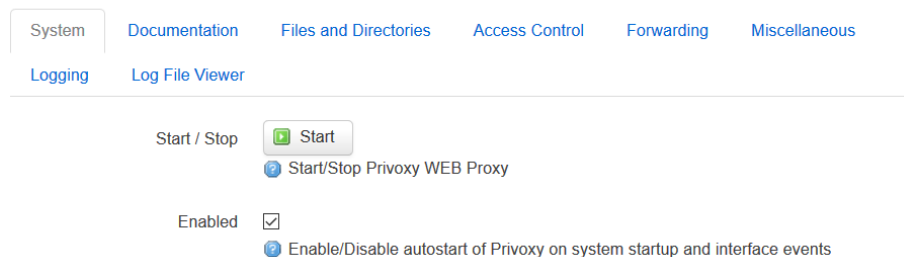 System Documentation Files and Directories Access Control Forwarding Miscellaneous
Logging Log File Viewer
Start / Stop Start
Start/Stop Privoxy WEB Proxy
Enabled
Enable/Disable autostart of Privoxy on system startup and interface events